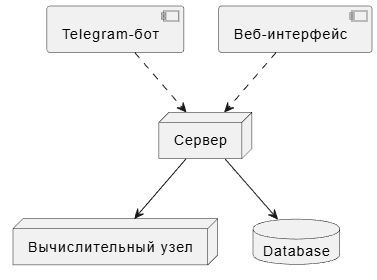 Telegram-бот
Веб-интерфейс
Сервер
Вычислительный узел
Database